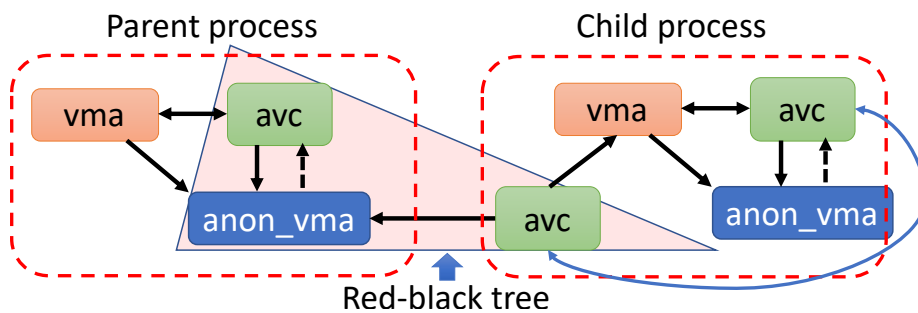 Parent process
Child process
vma
avc
vma
avc
anon_vma
avc
anon_vma
Red-black tree